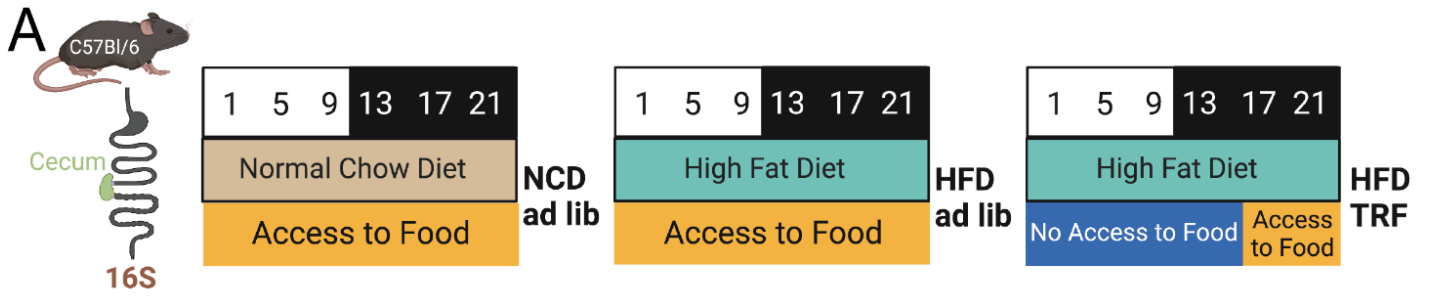 A
C57Bl/6
Cecum
16S
1 5 9 13 17 21
Normal Chow Diet
Access to Food
NCD
ad lib
1 5 9 13 17 21
High Fat Diet
Access to Food
HFD
ad lib
1 5 9 13 17 21
High Fat Diet
No Access to Food
Access
to Food
HFD
TRF